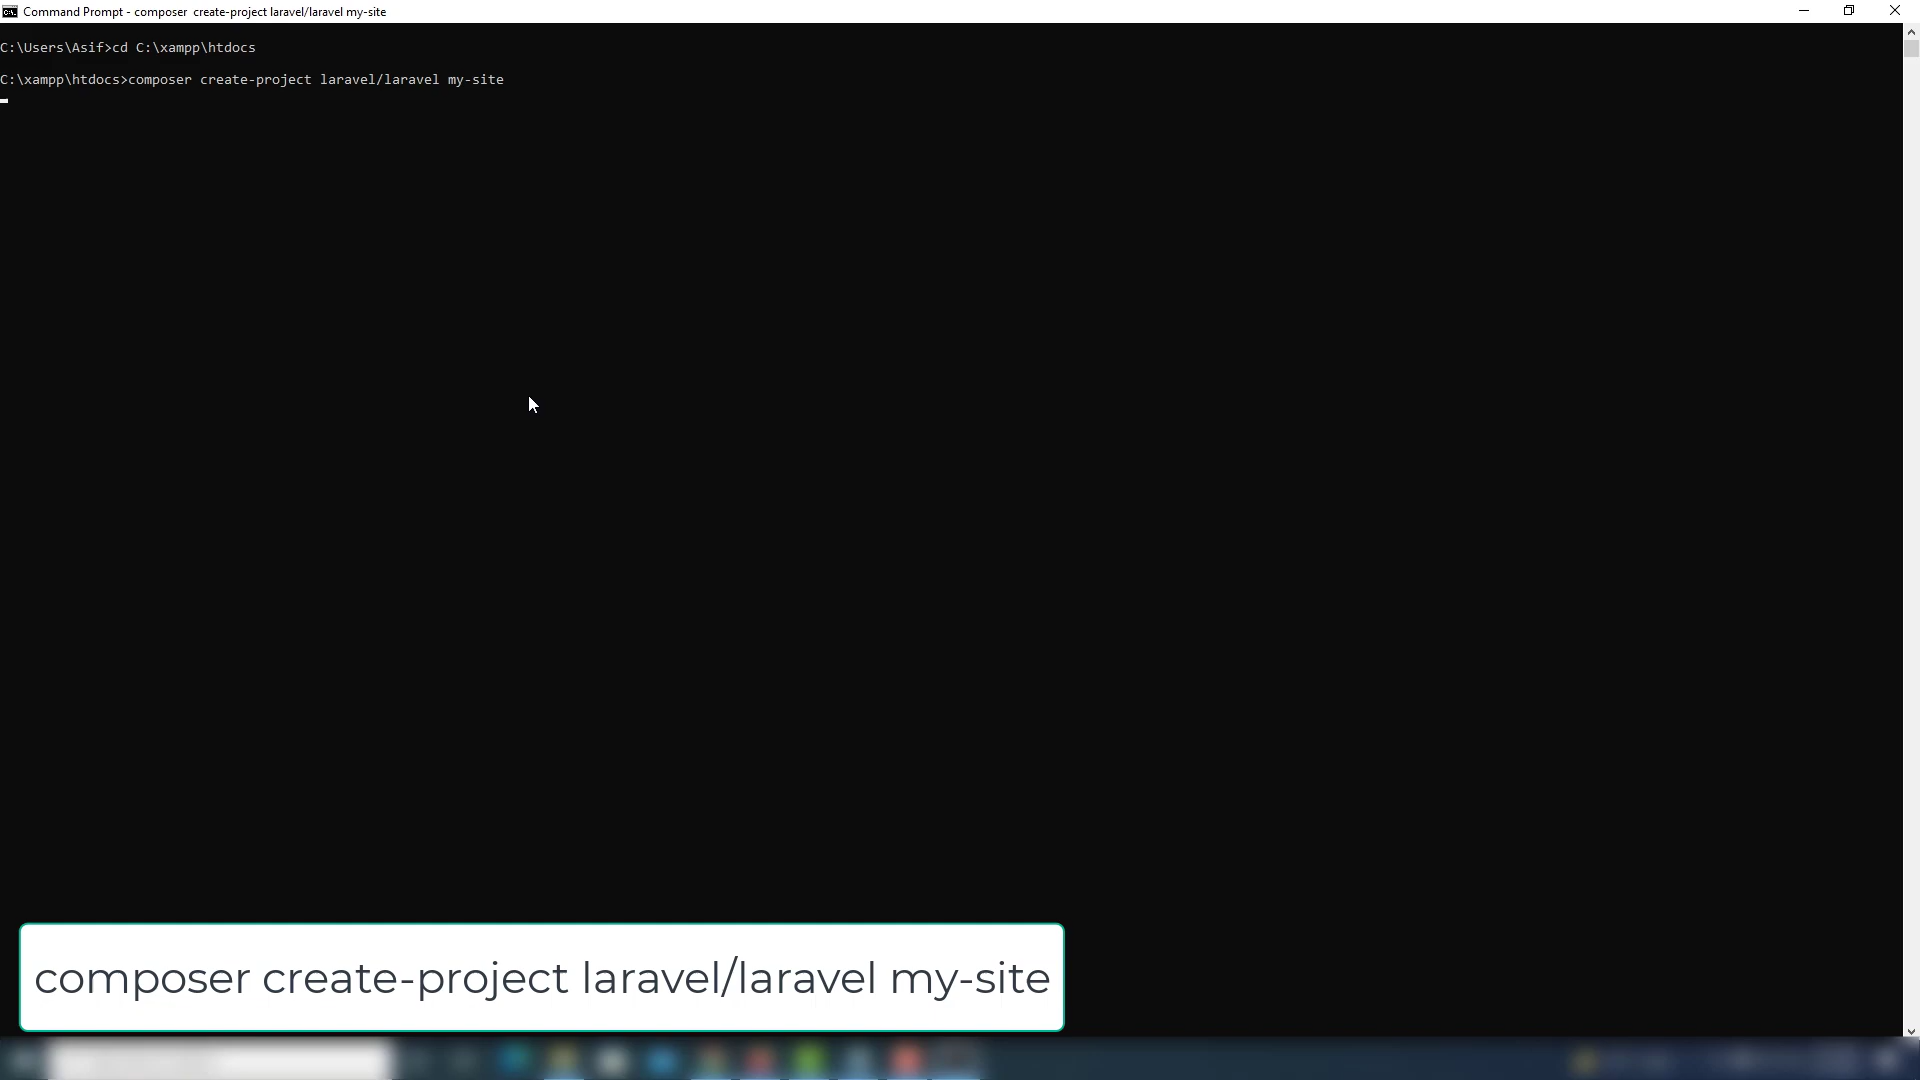 Command Prompt - composer  create-project laravel/laravel my-site
C:\Users\Asif>cd C:\xampp\htdocs
C:\xampp\htdocs>composer create-project laravel/laravel my-site
composer create-project laravel/laravel my-site